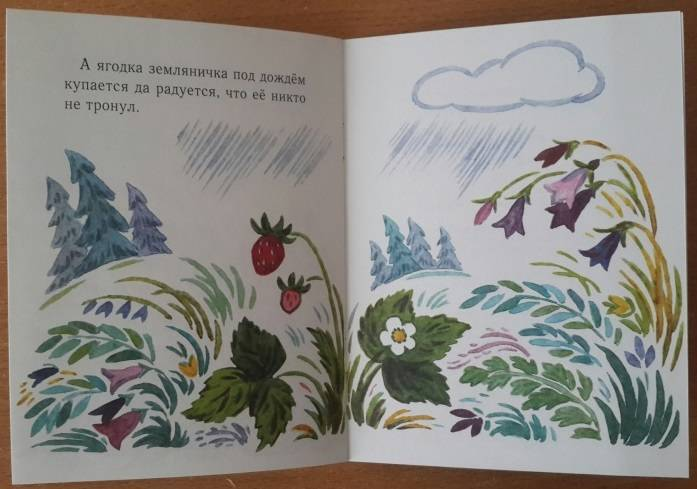 А ягодка земляничка под дождём
купается да радуется, что её никто
не тронул.